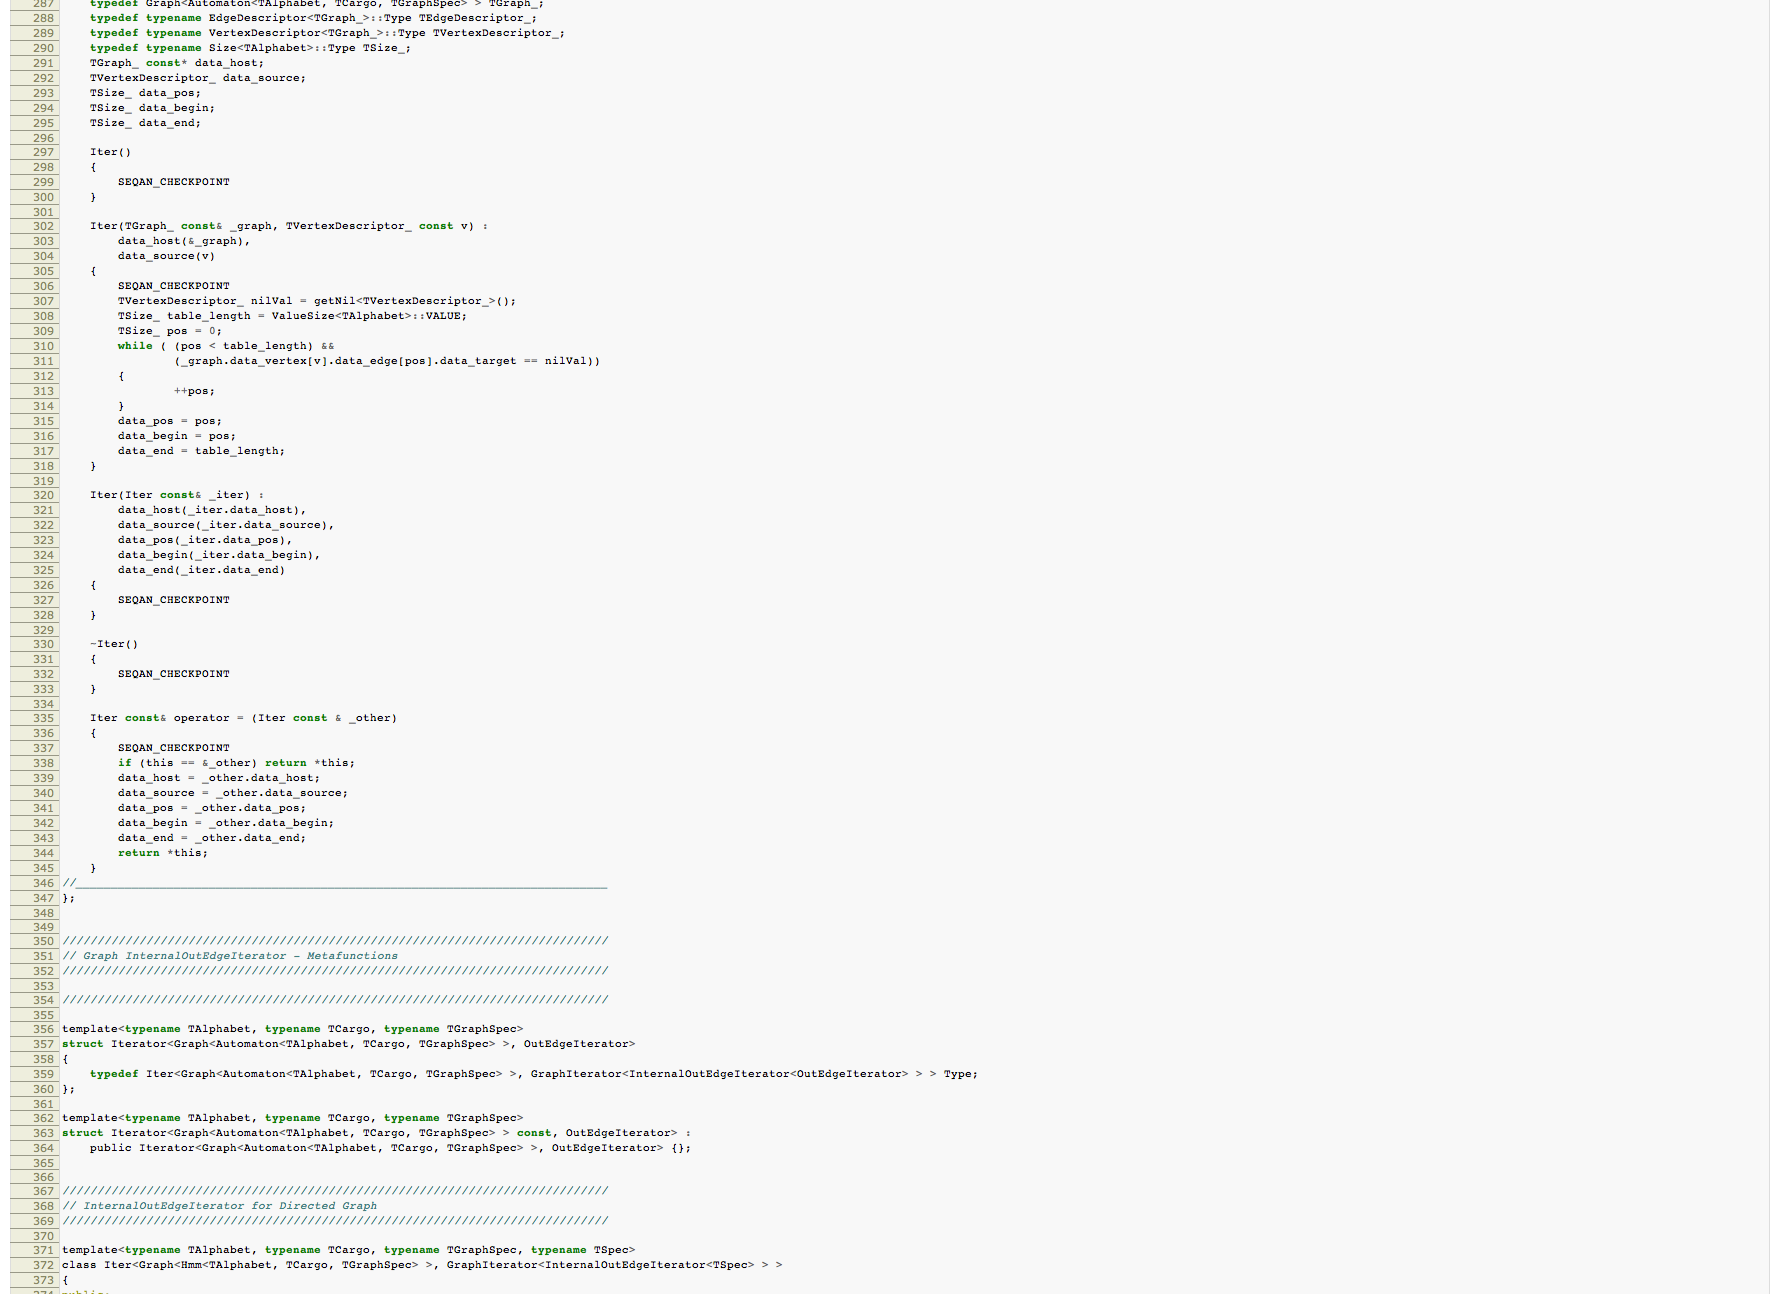 287 typedef Graph<Automaton<TAlphabet, TCargo, TGraphSpec> > TGraph_;
288 typedef typename EdgeDescriptor<TGraph_>::Type TEdgeDescriptor_;
289 typedef typename VertexDescriptor<TGraph_>::Type TVertexDescriptor_;
290 typedef typename Size<TAlphabet>::Type TSize_;
291 TGraph_ const* data_host;
292 TVertexDescriptor_ data_source;
293 TSize_ data_pos;
294 TSize_ data_begin;
295 TSize_ data_end;
296
297 Iter()
298 {
299 SEQAN_CHECKPOINT
300 }
301
302 Iter(TGraph_ const& _graph, TVertexDescriptor_ const v) :
303 data_host(&_graph),
304 data_source(v)
305 {
306 SEQAN_CHECKPOINT
307 TVertexDescriptor_ nilVal = getNil<TVertexDescriptor_>();
308 TSize_ table_length = ValueSize<TAlphabet>::VALUE;
309 TSize_ pos = 0;
310 while ( (pos < table_length) &&
311 (_graph.data_vertex[v].data_edge[pos].data_target == nilVal))
312 {
313 ++pos;
314 }
315 data_pos = pos;
316 data_begin = pos;
317 data_end = table_length;
318 }
319
320 Iter(Iter const& _iter) :
321 data_host(_iter.data_host),
322 data_source(_iter.data_source),
323 data_pos(_iter.data_pos),
324 data_begin(_iter.data_begin),
325 data_end(_iter.data_end)
326 {
327 SEQAN_CHECKPOINT
328 }
329
330 ~Iter()
331 {
332 SEQAN_CHECKPOINT
333 }
334
335 Iter const& operator = (Iter const & _other)
336 {
337 SEQAN_CHECKPOINT
338 if (this == &_other) return *this;
339 data_host = _other.data_host;
340 data_source = _other.data_source;
341 data_pos = _other.data_pos;
342 data_begin = _other.data_begin;
343 data_end = _other.data_end;
344 return *this;
345 }
346 //____________________________________________________________________________
347 };
348
349
350 //////////////////////////////////////////////////////////////////////////////
351 // Graph InternalOutEdgeIterator - Metafunctions
352 //////////////////////////////////////////////////////////////////////////////
353
354 //////////////////////////////////////////////////////////////////////////////
355
356 template<typename TAlphabet, typename TCargo, typename TGraphSpec>
357 struct Iterator<Graph<Automaton<TAlphabet, TCargo, TGraphSpec> >, OutEdgeIterator>
358 {
359 typedef Iter<Graph<Automaton<TAlphabet, TCargo, TGraphSpec> >, GraphIterator<InternalOutEdgeIterator<OutEdgeIterator> > > Type;
360 };
361
362 template<typename TAlphabet, typename TCargo, typename TGraphSpec>
363 struct Iterator<Graph<Automaton<TAlphabet, TCargo, TGraphSpec> > const, OutEdgeIterator> :
364 public Iterator<Graph<Automaton<TAlphabet, TCargo, TGraphSpec> >, OutEdgeIterator> {};
365
366
367 //////////////////////////////////////////////////////////////////////////////
368 // InternalOutEdgeIterator for Directed Graph
369 //////////////////////////////////////////////////////////////////////////////
370
371 template<typename TAlphabet, typename TCargo, typename TGraphSpec, typename TSpec>
372 class Iter<Graph<Hmm<TAlphabet, TCargo, TGraphSpec> >, GraphIterator<InternalOutEdgeIterator<TSpec> > >
373 {
374 public: